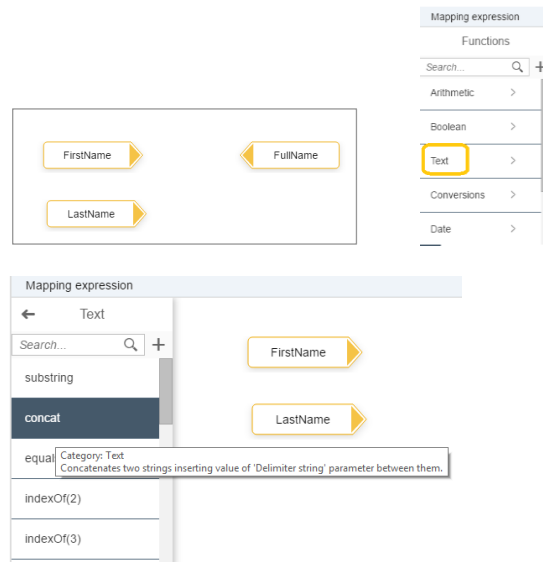 Mapping expression
Functions
Search...
Arithmetic
Boolean
Text
Conversions
Date
FirstName
FullName
LastName
Mapping expression
Text
Search...
substring
concat
equal
Category: Text
Concatenates two strings inserting value of 'Delimiter string' parameter between them.
indexOf(2)
indexOf(3)
FirstName
LastName